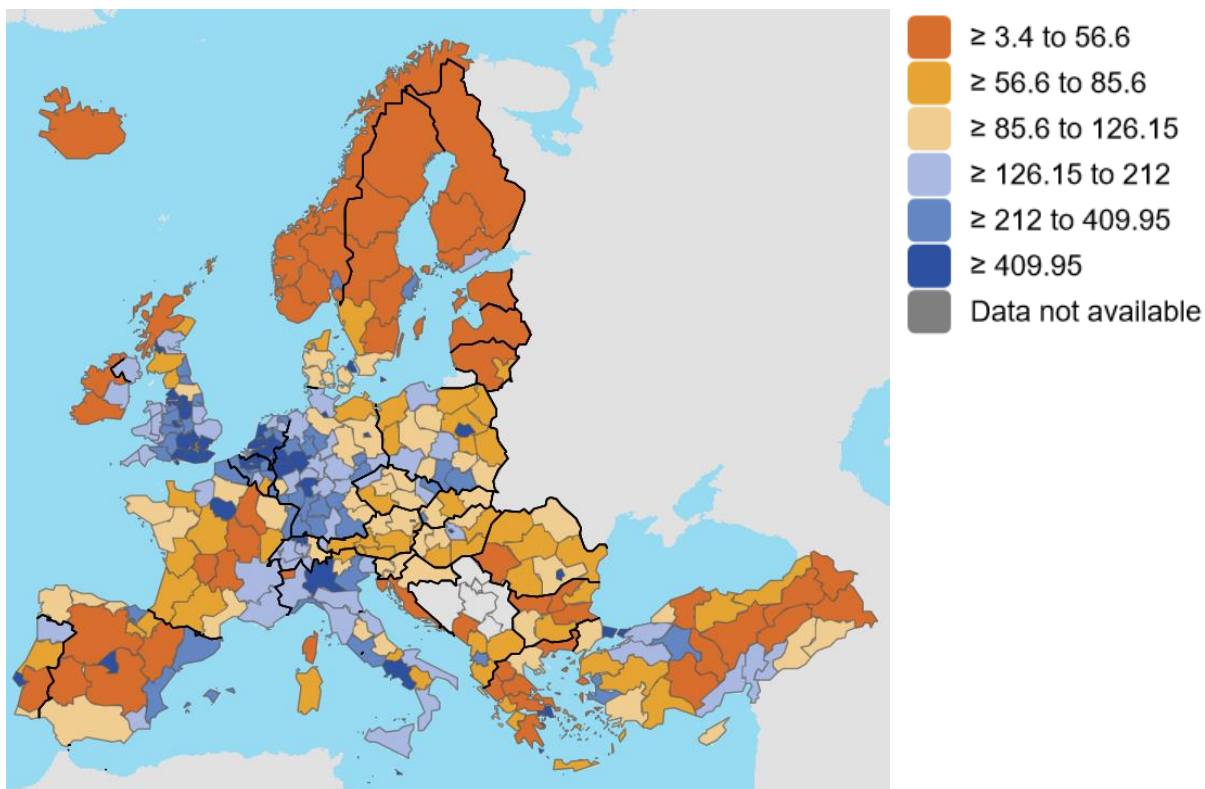 ≥ 3.4 to 56.6
≥ 56.6 to 85.6
≥ 85.6 to 126.15
≥ 126.15 to 212
≥ 212 to 409.95
≥ 409.95
Data not available